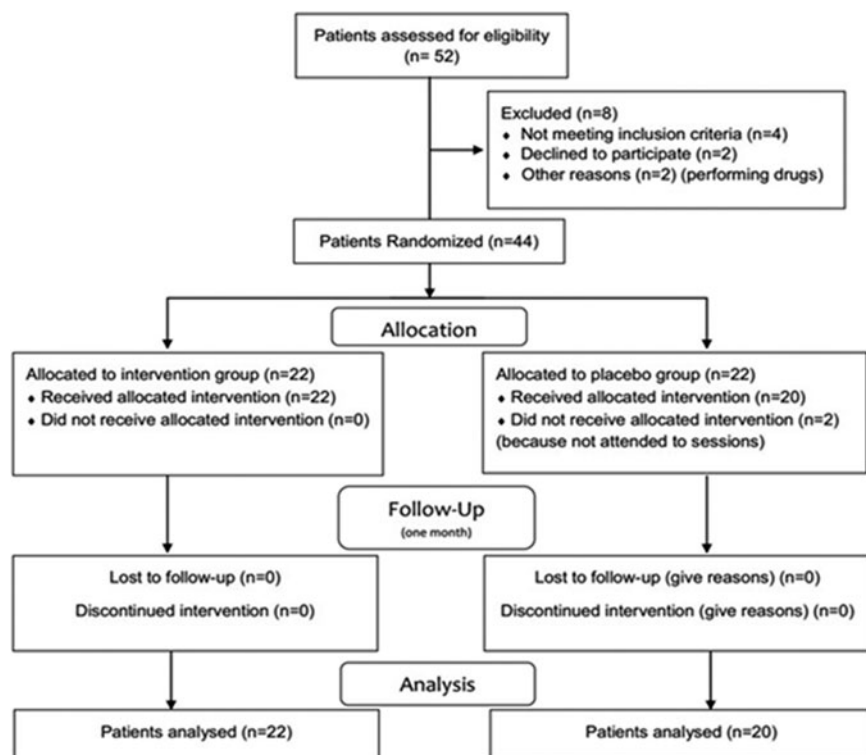 Patients assessed for eligibility
(n= 52)
Excluded (n=8)
♦ Not meeting inclusion criteria (n=4)
♦ Declined to participate (n=2)
♦ Other reasons (n=2) (performing drugs)
Patients Randomized (n=44)
Allocation
Allocated to intervention group (n=22)
♦ Received allocated intervention (n=22)
♦ Did not receive allocated intervention (n=0)
Allocated to placebo group (n=22)
♦ Received allocated intervention (n=20)
♦ Did not receive allocated intervention (n=2)
(because not attended to sessions)
Follow-Up
(one month)
Lost to follow-up (n=0)
Discontinued intervention (n=0)
Lost to follow-up (give reasons) (n=0)
Discontinued intervention (give reasons) (n=0)
Analysis
Patients analysed (n=22)
Patients analysed (n=20)